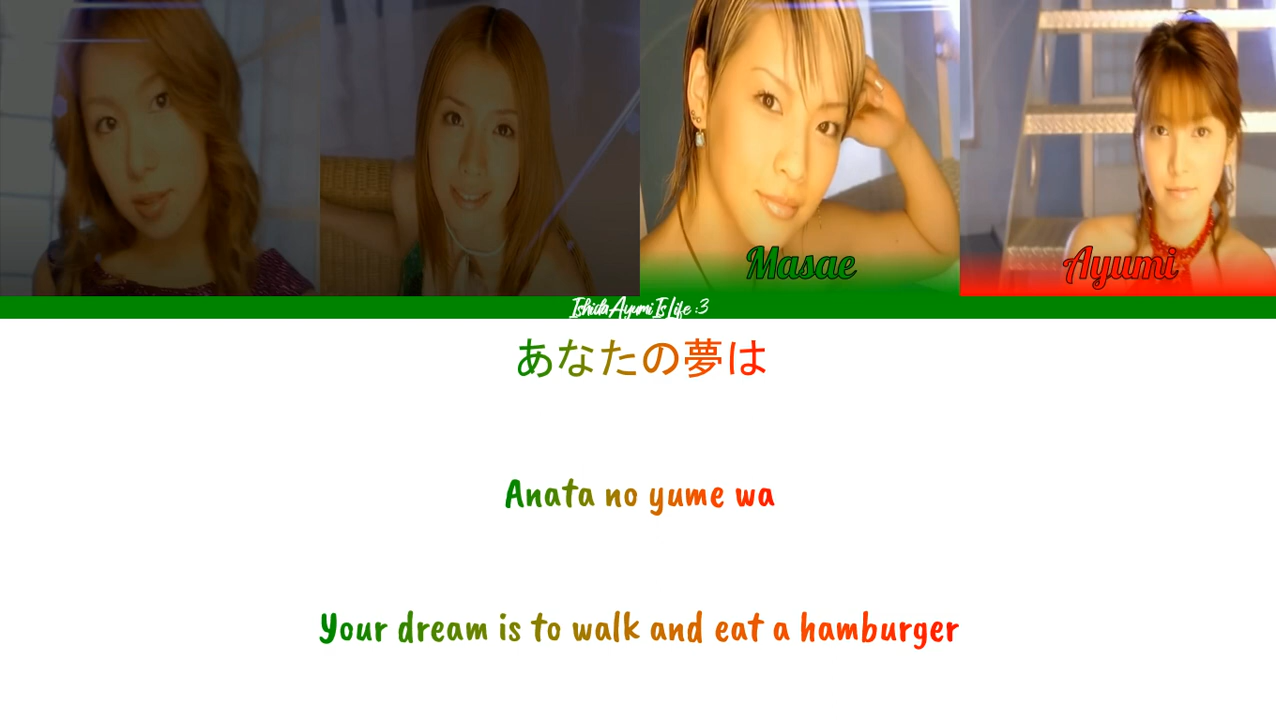 Masae
Ayumi
IshidaAyumiIsLife :3
あなたの夢は
Anata no yume wa
Your dream is to walk and eat a hamburger